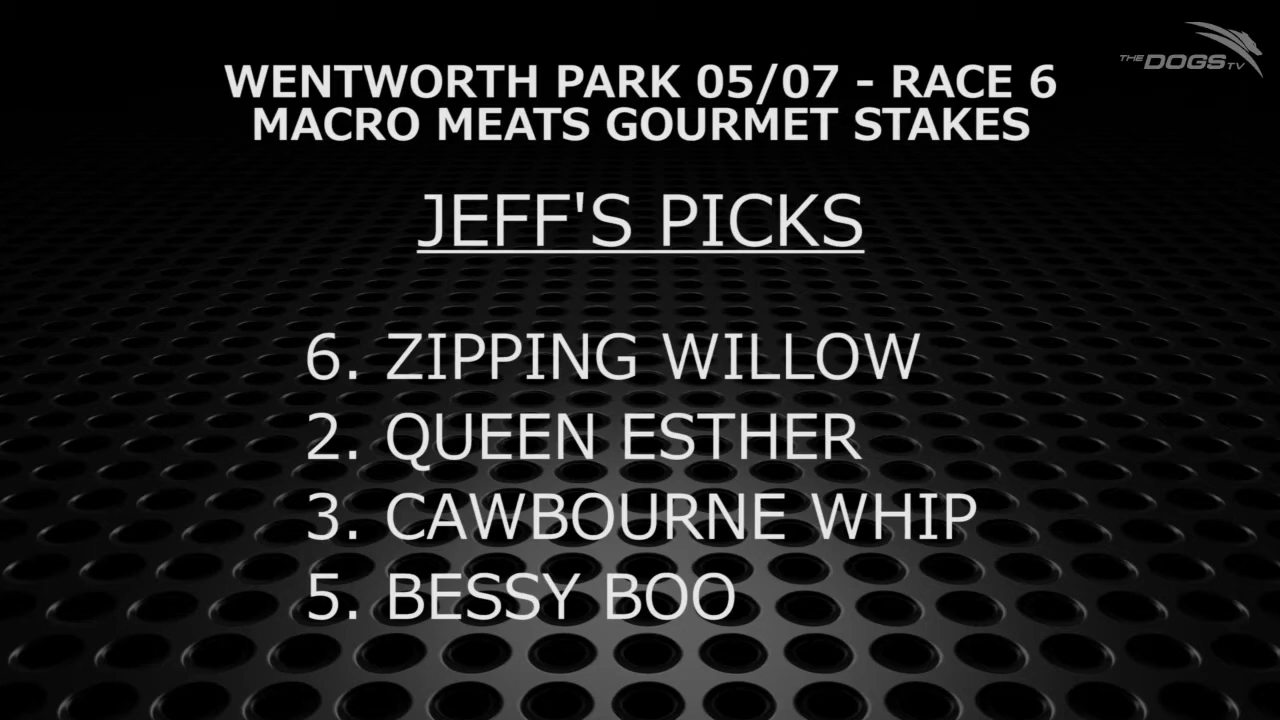 THE DOGS TV
WENTWORTH PARK 05/07 - RACE 6
MACRO MEATS GOURMET STAKES
JEFF'S PICKS
6. ZIPPING WILLOW
2. QUEEN ESTHER
3. CAWBOURNE WHIP
5. BESSY BOO